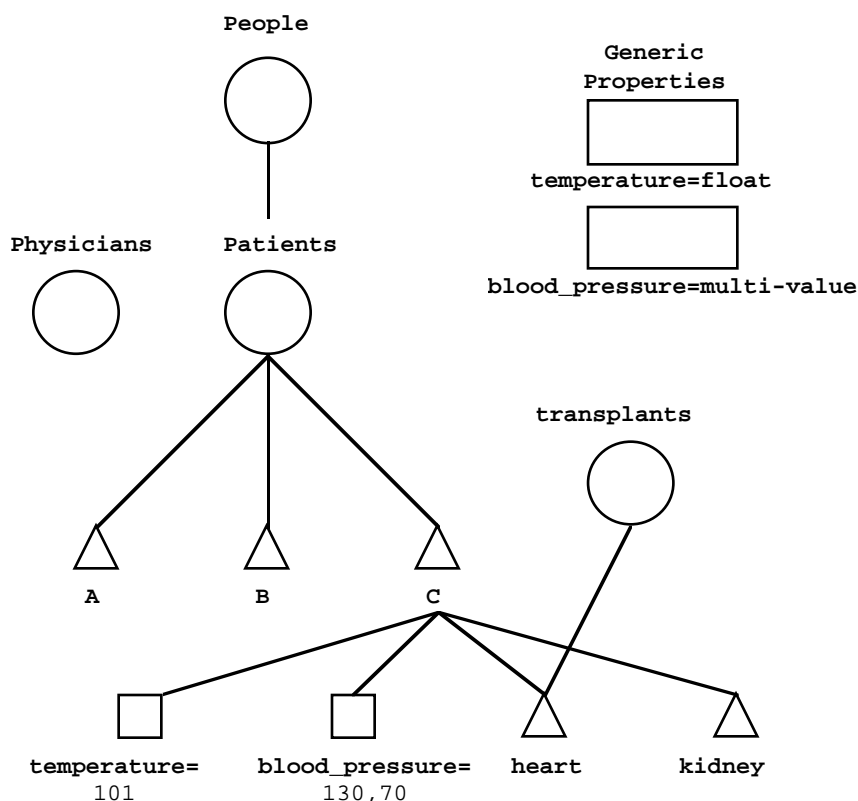 People
Generic
Properties
temperature=float
Physicians
Patients
blood_pressure=multi-value
transplants
A
B
C
temperature=
101
blood_pressure=
130,70
heart
kidney